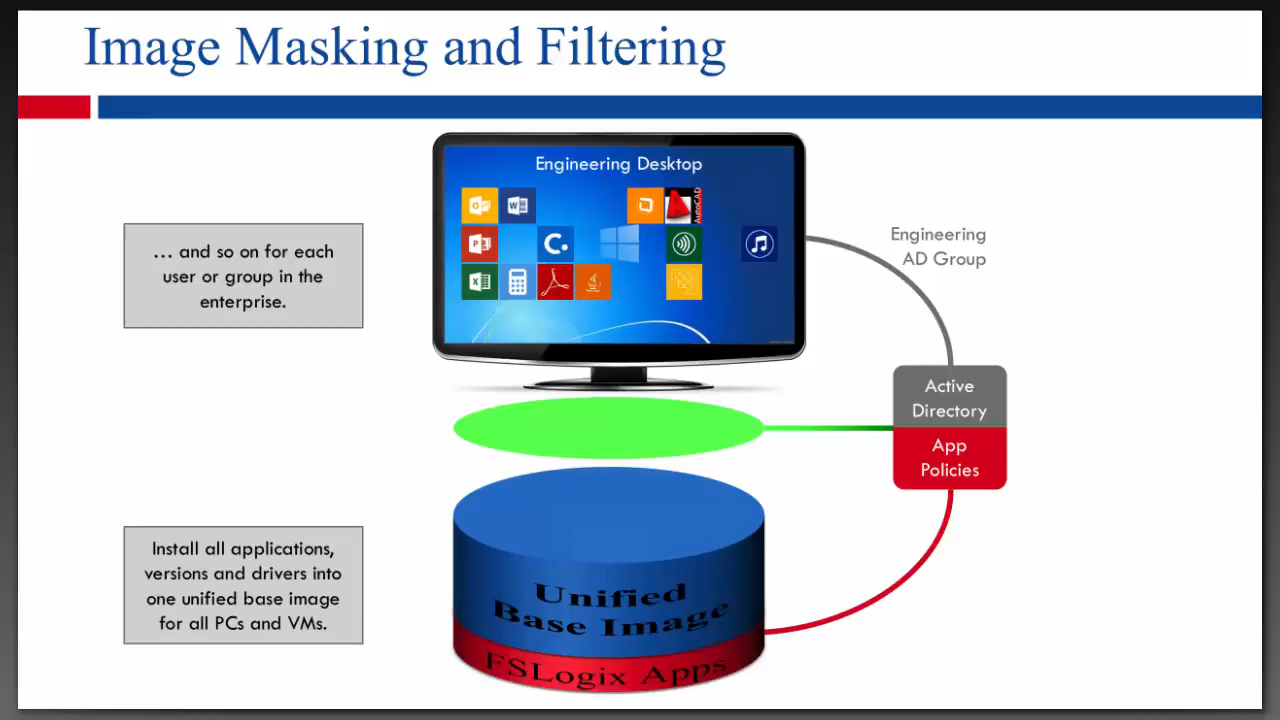 Image Masking and Filtering
Engineering Desktop
AutoCAD
… and so on for each
user or group in the
enterprise.
Engineering
AD Group
Active
Directory
App
Policies
Install all applications,
versions and drivers into
one unified base image
for all PCs and VMs.
Unified
Base Image
FSLogix Apps